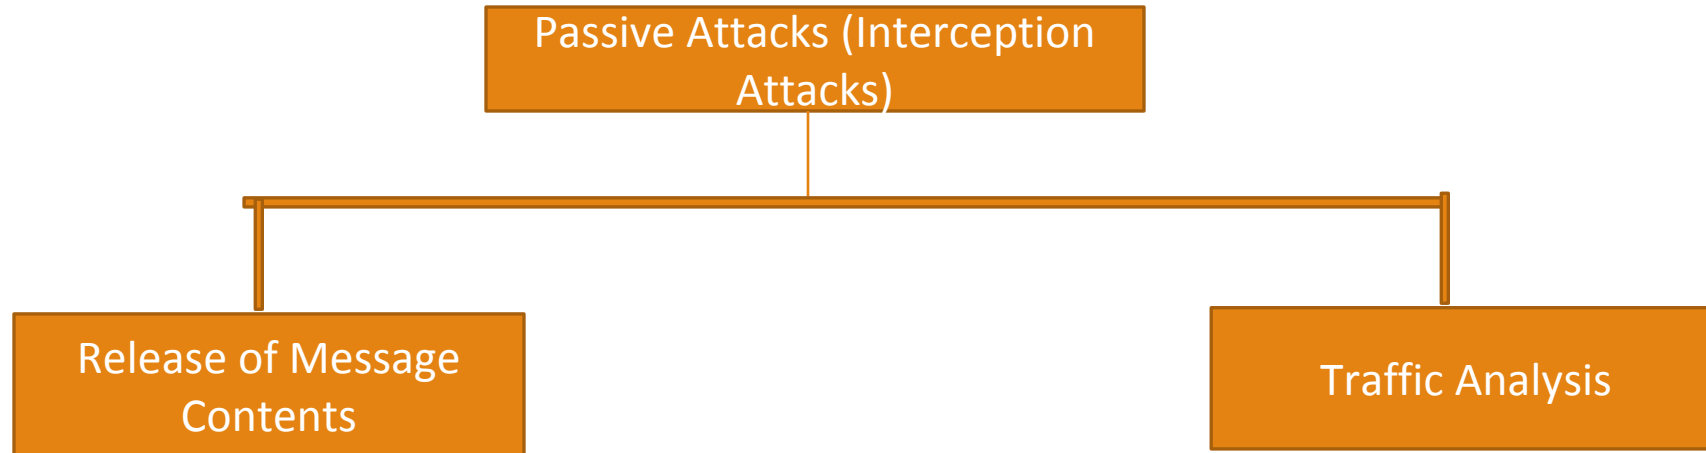 Passive Attacks (Interception
Attacks)
Release of Message
Contents
Traffic Analysis